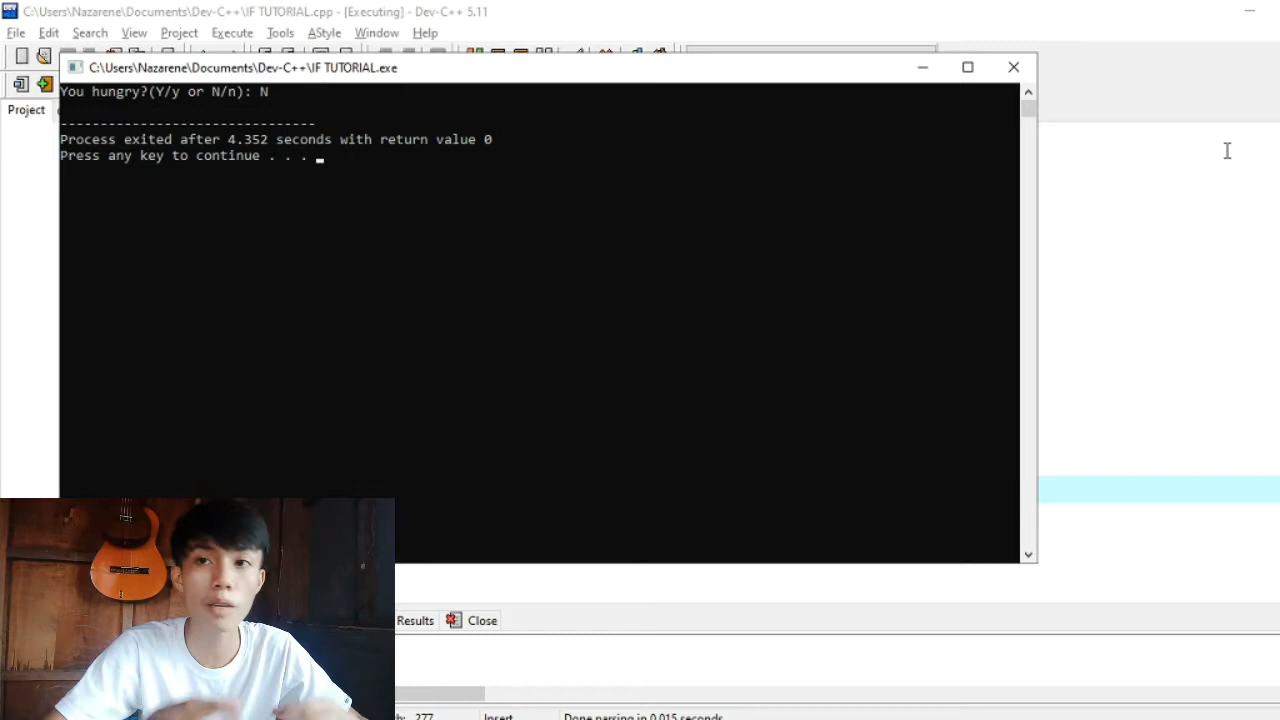 C:\Users\Nazarene\Documents\Dev-C++\IF TUTORIAL.cpp - [Executing] - Dev-C++ 5.11
File Edit Search View Project Execute Tools AStyle Window Help
C:\Users\Nazarene\Documents\Dev-C++\IF TUTORIAL.exe
Project
You hungry?(Y/y or N/n): N
--------------------------------
Process exited after 4.352 seconds with return value 0
Press any key to continue . . .
Results Close
277 Insert Done parsing in 0.015 seconds